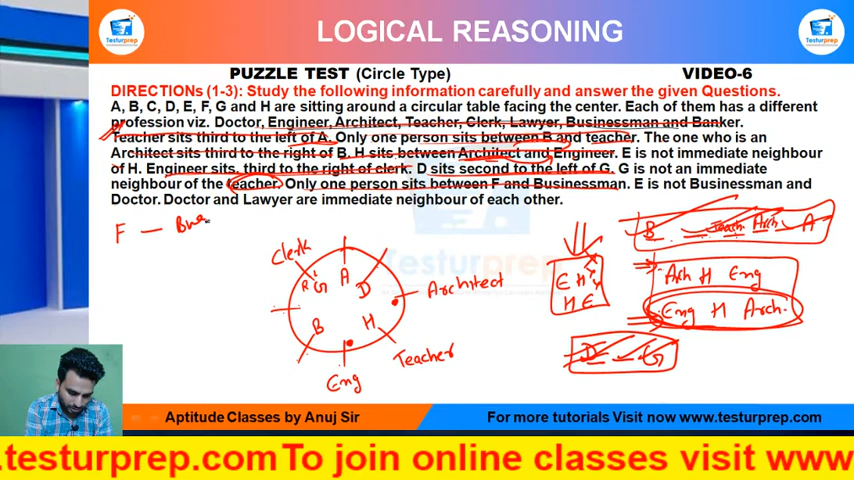 Testurprep
LOGICAL REASONING
Testurprep
PUZZLE TEST (Circle Type)
VIDEO-6
DIRECTIONs (1-3): Study the following information carefully and answer the given Questions.
A, B, C, D, E, F, G and H are sitting around a circular table facing the center. Each of them has a different
profession viz. Doctor, Engineer, Architect, Teacher, Clerk, Lawyer, Businessman and Banker.
Teacher sits third to the left of A. Only one person sits between B and teacher. The one who is an
Architect sits third to the right of B. H sits between Architect and Engineer. E is not immediate neighbour
of H. Engineer sits, third to the right of clerk. D sits second to the left of G. G is not an immediate
neighbour of the teacher. Only one person sits between F and Businessman. E is not Businessman and
Doctor. Doctor and Lawyer are immediate neighbour of each other.
F —
B Teach Arch A
Clerk
A
G
D
Architect
B
H
Teacher
Eng
E H
H E
Arch H Eng
Eng H Arch.
D G
Testurprep
Aptitude Classes by Anuj Sir
For more tutorials Visit now www.testurprep.com
.testurprep.com To join online classes visit www